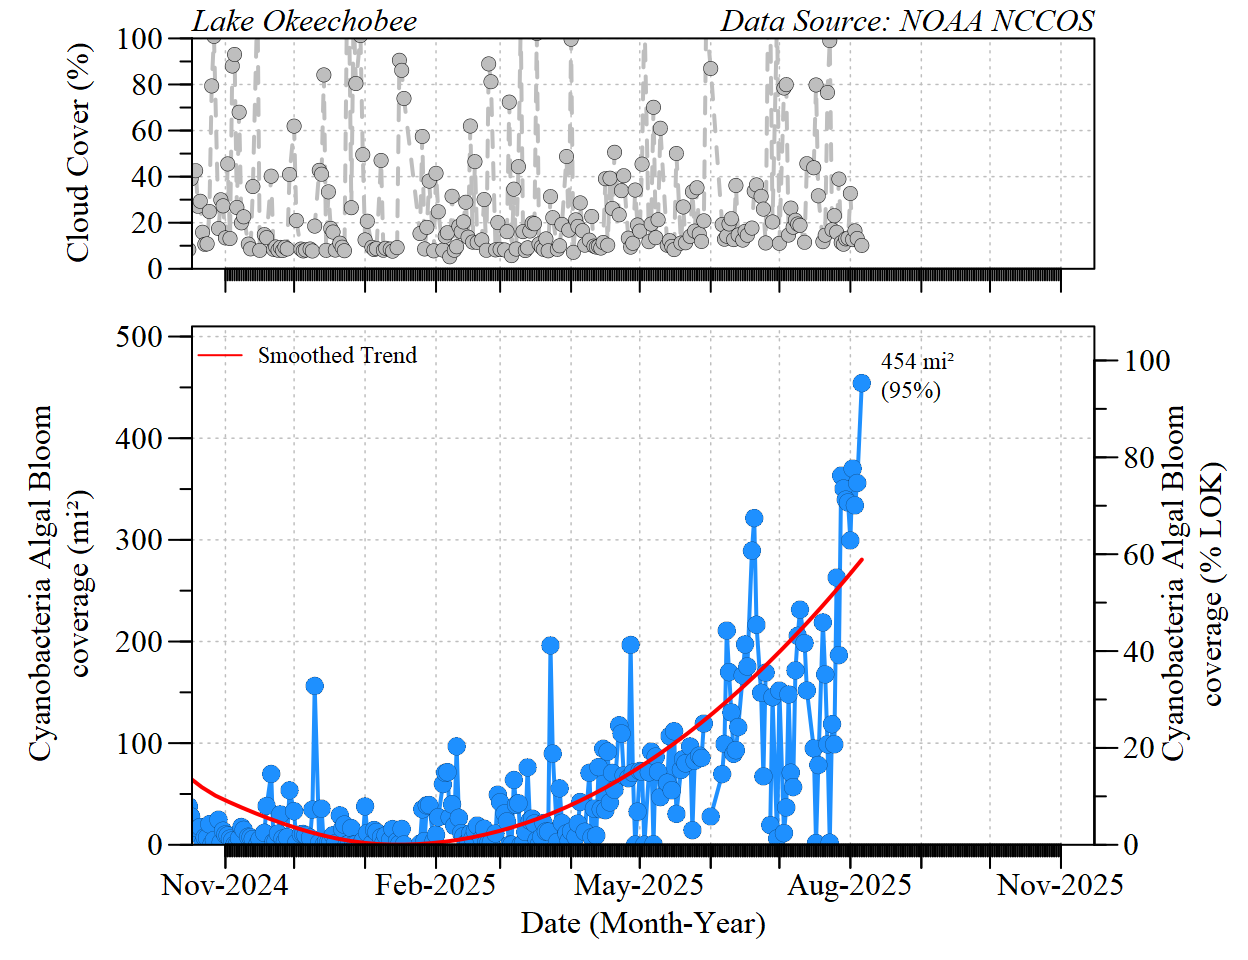 Lake Okeechobee Data Source: NOAA NCCOS
Cloud Cover (%)
100
80
60
40
20
0
Smoothed Trend
454 mi²
(95%)
Cyanobacteria Algal Bloom
coverage (mi²)
500
400
300
200
100
0
100
80
60
40
20
0
Cyanobacteria Algal Bloom
coverage (% LOK)
Nov-2024 Feb-2025 May-2025 Aug-2025 Nov-2025
Date (Month-Year)